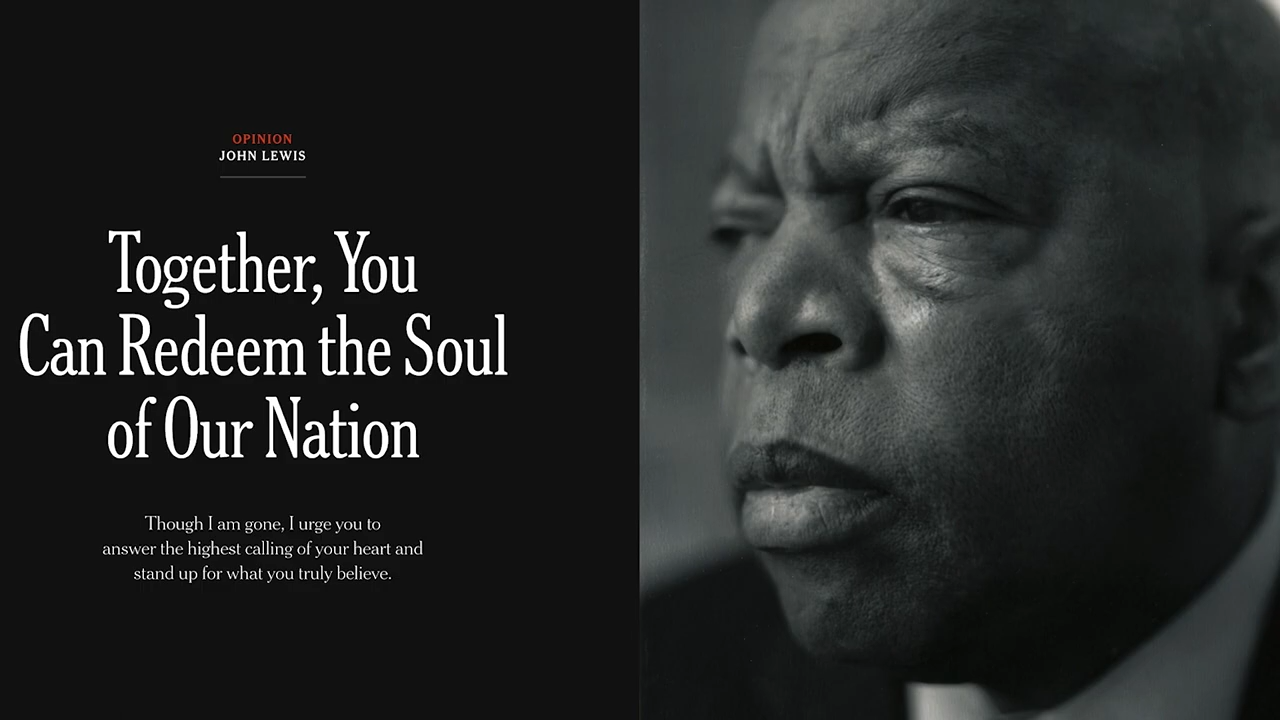 OPINION
JOHN LEWIS
Together, You
Can Redeem the Soul
of Our Nation
Though I am gone, I urge you to
answer the highest calling of your heart and
stand up for what you truly believe.